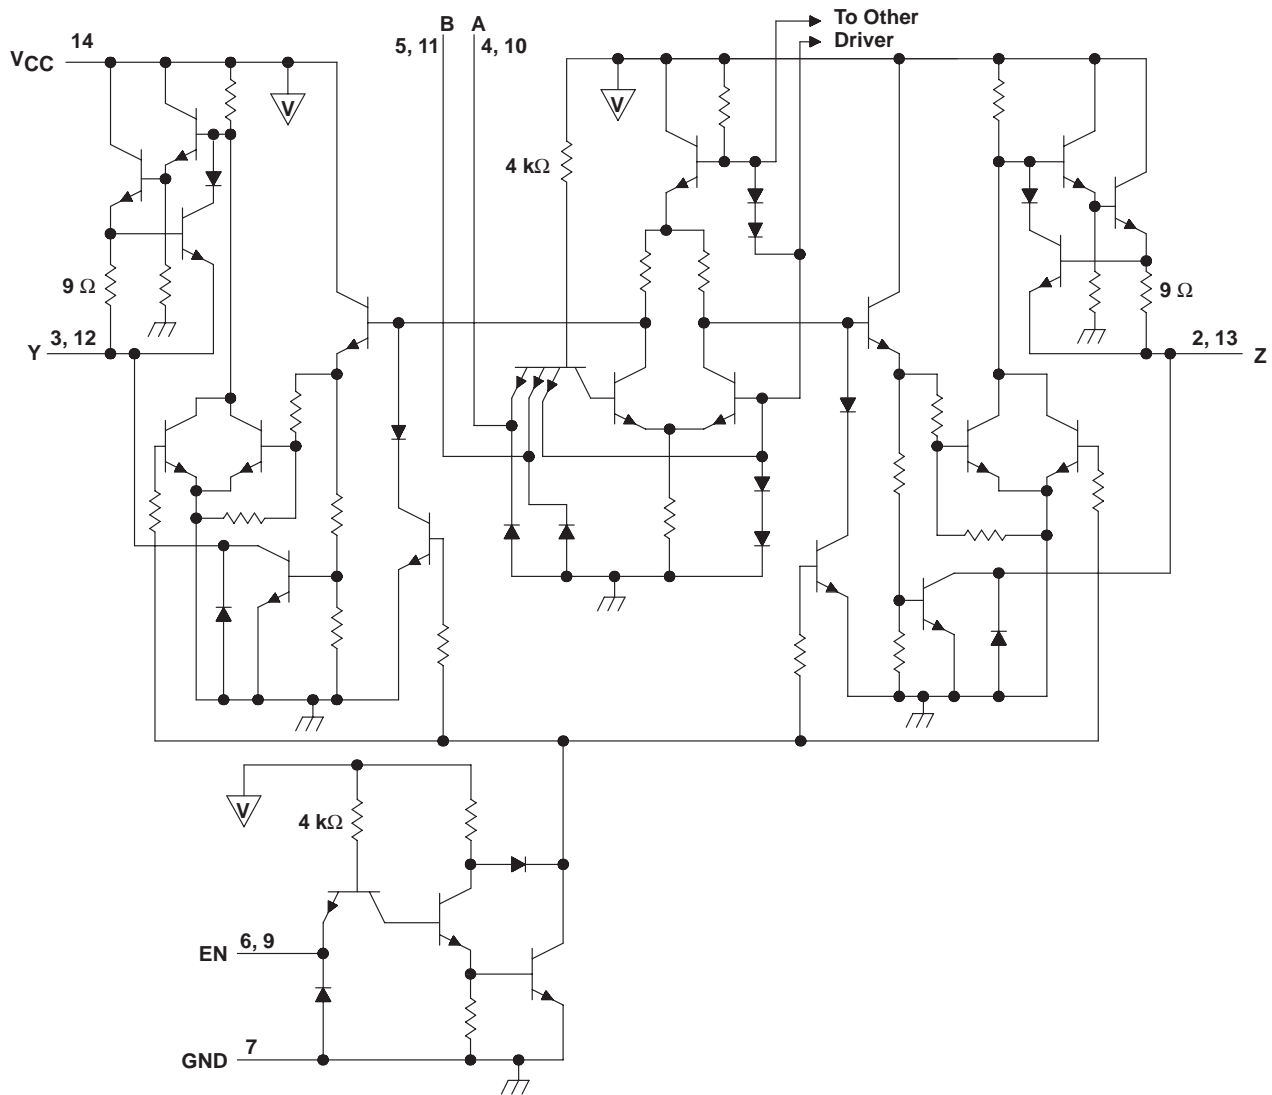 To Other
Driver
B A
5, 11 4, 10
14
VCC
V
V
4 kΩ
9 Ω
9 Ω
3, 12
Y
2, 13
Z
V
4 kΩ
6, 9
EN
7
GND